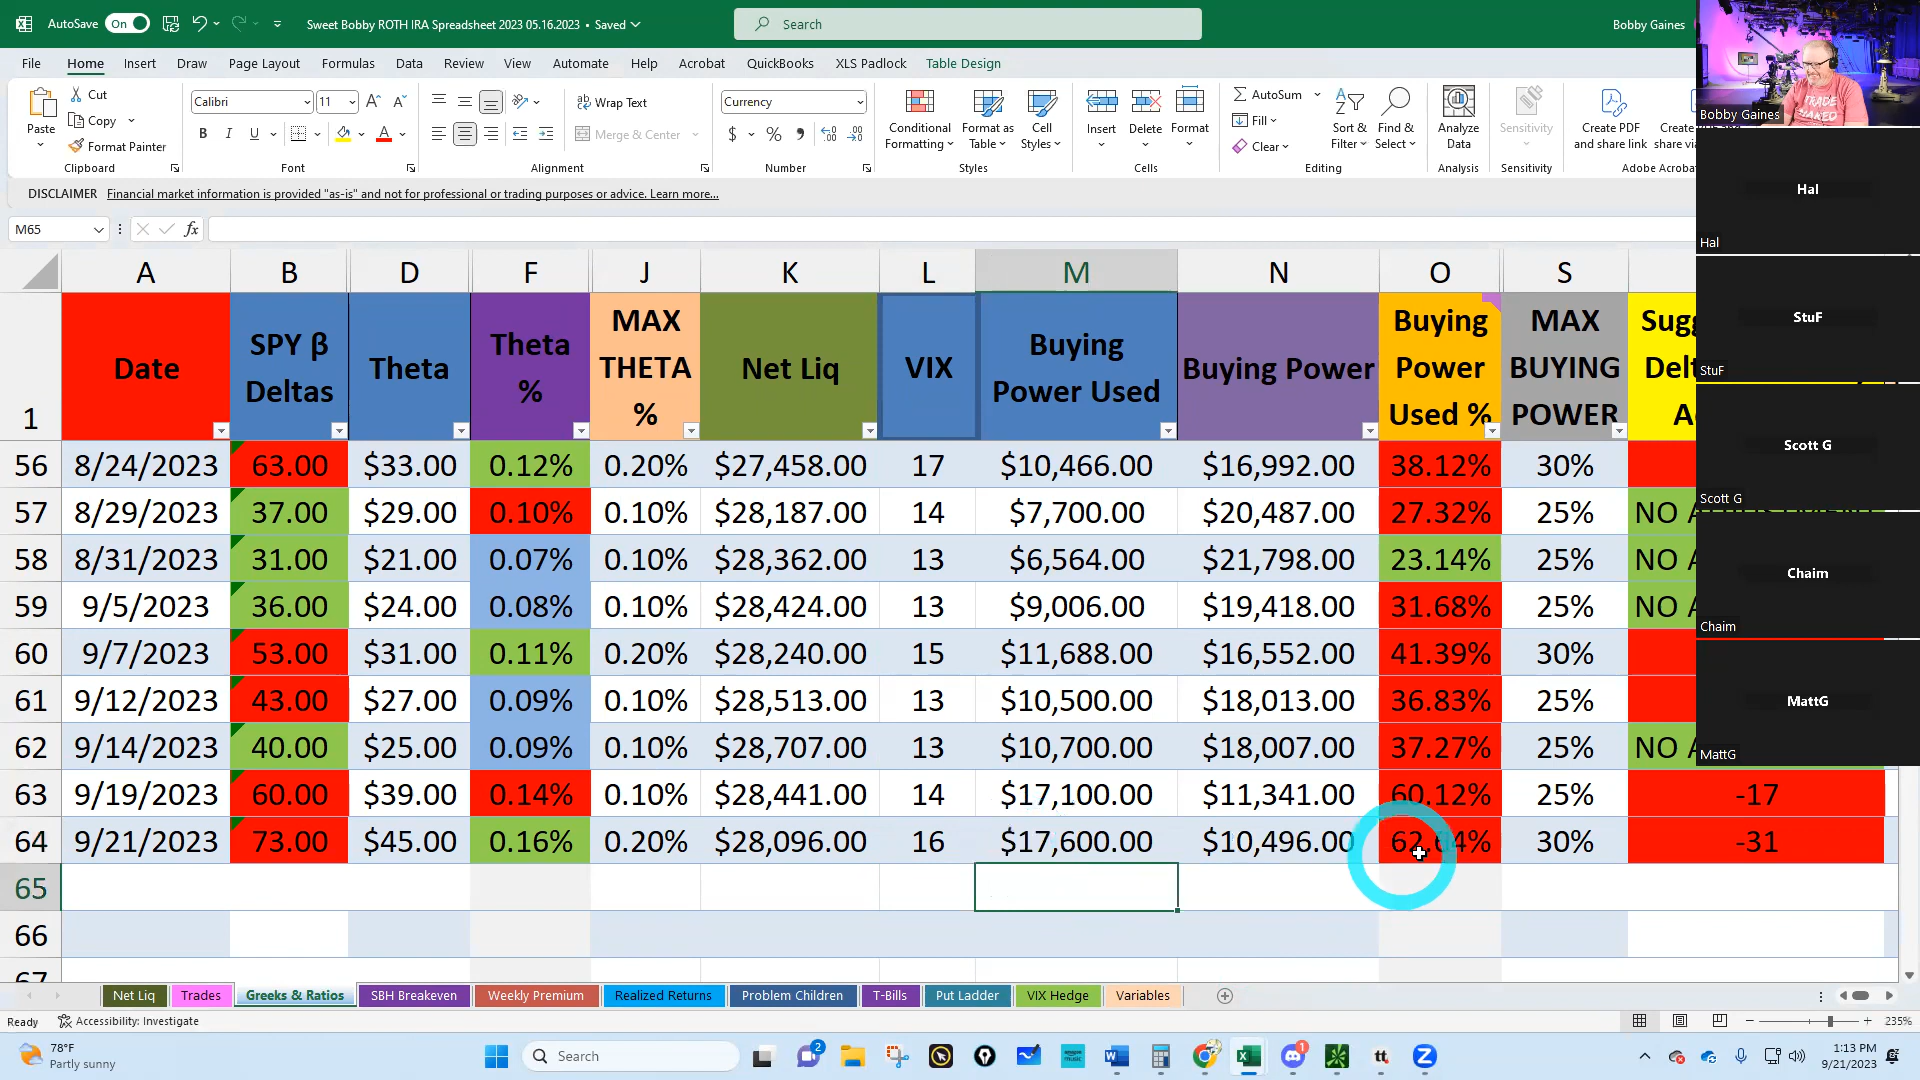 AutoSave On Sweet Bobby ROTH IRA Spreadsheet 2023 05.16.2023 • Saved Search Bobby Gaines
File Home Insert Draw Page Layout Formulas Data Review View Automate Help Acrobat QuickBooks XLS Padlock Table Design
Paste Cut Copy Format Painter Clipboard
Calibri 11 B I U A Font
Wrap Text Merge & Center Alignment
Currency $ % Number
Conditional Formatting Format as Table Cell Styles Styles
Insert Delete Format Cells
AutoSum Fill Clear Sort & Filter Find & Select Editing
Analyze Data Analysis
Sensitivity Sensitivity
Create PDF and share link Adobe
DISCLAIMER Financial market information is provided "as-is" and not for professional or trading purposes or advice. Learn more...
M65 fx
A B D F J K L M N O S
1 Date SPY β Deltas Theta Theta % MAX THETA % Net Liq VIX Buying Power Used Buying Power Buying Power Used % MAX BUYING POWER
56 8/24/2023 63.00 $33.00 0.12% 0.20% $27,458.00 17 $10,466.00 $16,992.00 38.12% 30%
57 8/29/2023 37.00 $29.00 0.10% 0.10% $28,187.00 14 $7,700.00 $20,487.00 27.32% 25% NO
58 8/31/2023 31.00 $21.00 0.07% 0.10% $28,362.00 13 $6,564.00 $21,798.00 23.14% 25% NO
59 9/5/2023 36.00 $24.00 0.08% 0.10% $28,424.00 13 $9,006.00 $19,418.00 31.68% 25% NO
60 9/7/2023 53.00 $31.00 0.11% 0.20% $28,240.00 15 $11,688.00 $16,552.00 41.39% 30%
61 9/12/2023 43.00 $27.00 0.09% 0.10% $28,513.00 13 $10,500.00 $18,013.00 36.83% 25%
62 9/14/2023 40.00 $25.00 0.09% 0.10% $28,707.00 13 $10,700.00 $18,007.00 37.27% 25% NO
63 9/19/2023 60.00 $39.00 0.14% 0.10% $28,441.00 14 $17,100.00 $11,341.00 60.12% 25% -17
64 9/21/2023 73.00 $45.00 0.16% 0.20% $28,096.00 16 $17,600.00 $10,496.00 62.64% 30% -31
65
66
67
Bobby Gaines
TRADE NAKED
Hal
Hal
StuF
StuF
Scott G
Scott G
Chaim
Chaim
MattG
MattG
Net Liq Trades Greeks & Ratios SBH Breakeven Weekly Premium Realized Returns Problem Children T-Bills Put Ladder VIX Hedge Variables
Ready Accessibility: Investigate 235%
78°F
Partly sunny
Search
2
amazon music
1
tt
1:13 PM
9/21/2023